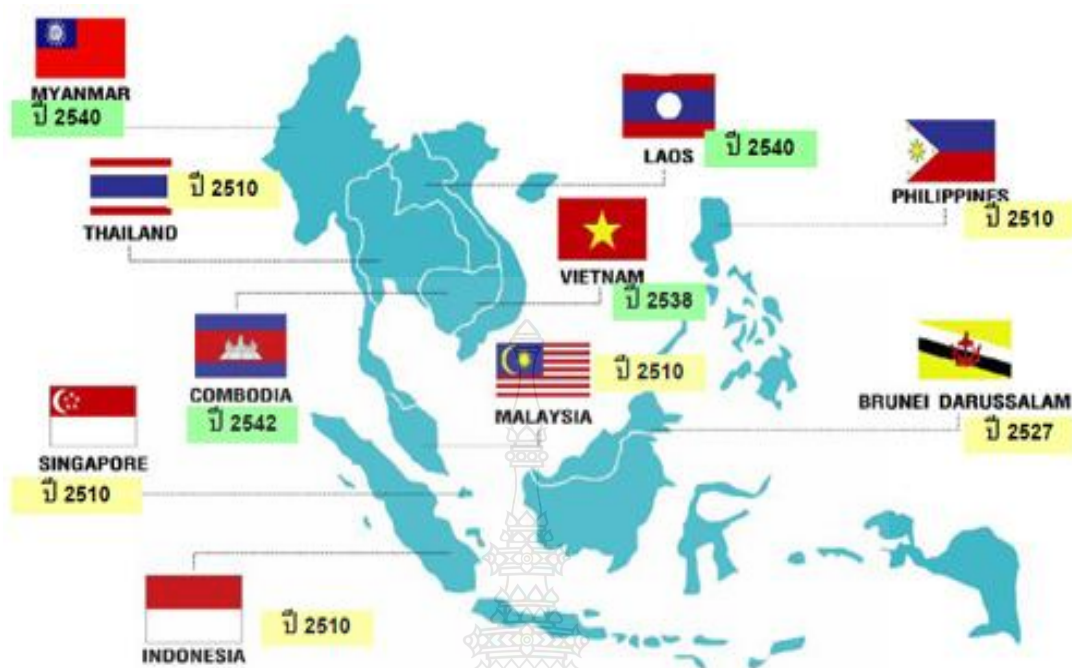 MYANMAR
ปี 2540
LAOS
ปี 2540
PHILIPPINES
ปี 2510
THAILAND
ปี 2510
VIETNAM
ปี 2538
COMBODIA
ปี 2542
MALAYSIA
ปี 2510
BRUNEI DARUSSALAM
ปี 2527
SINGAPORE
ปี 2510
INDONESIA
ปี 2510